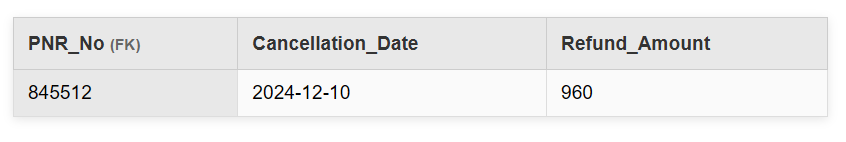 PNR_No (FK) Cancellation_Date Refund_Amount
845512 2024-12-10 960